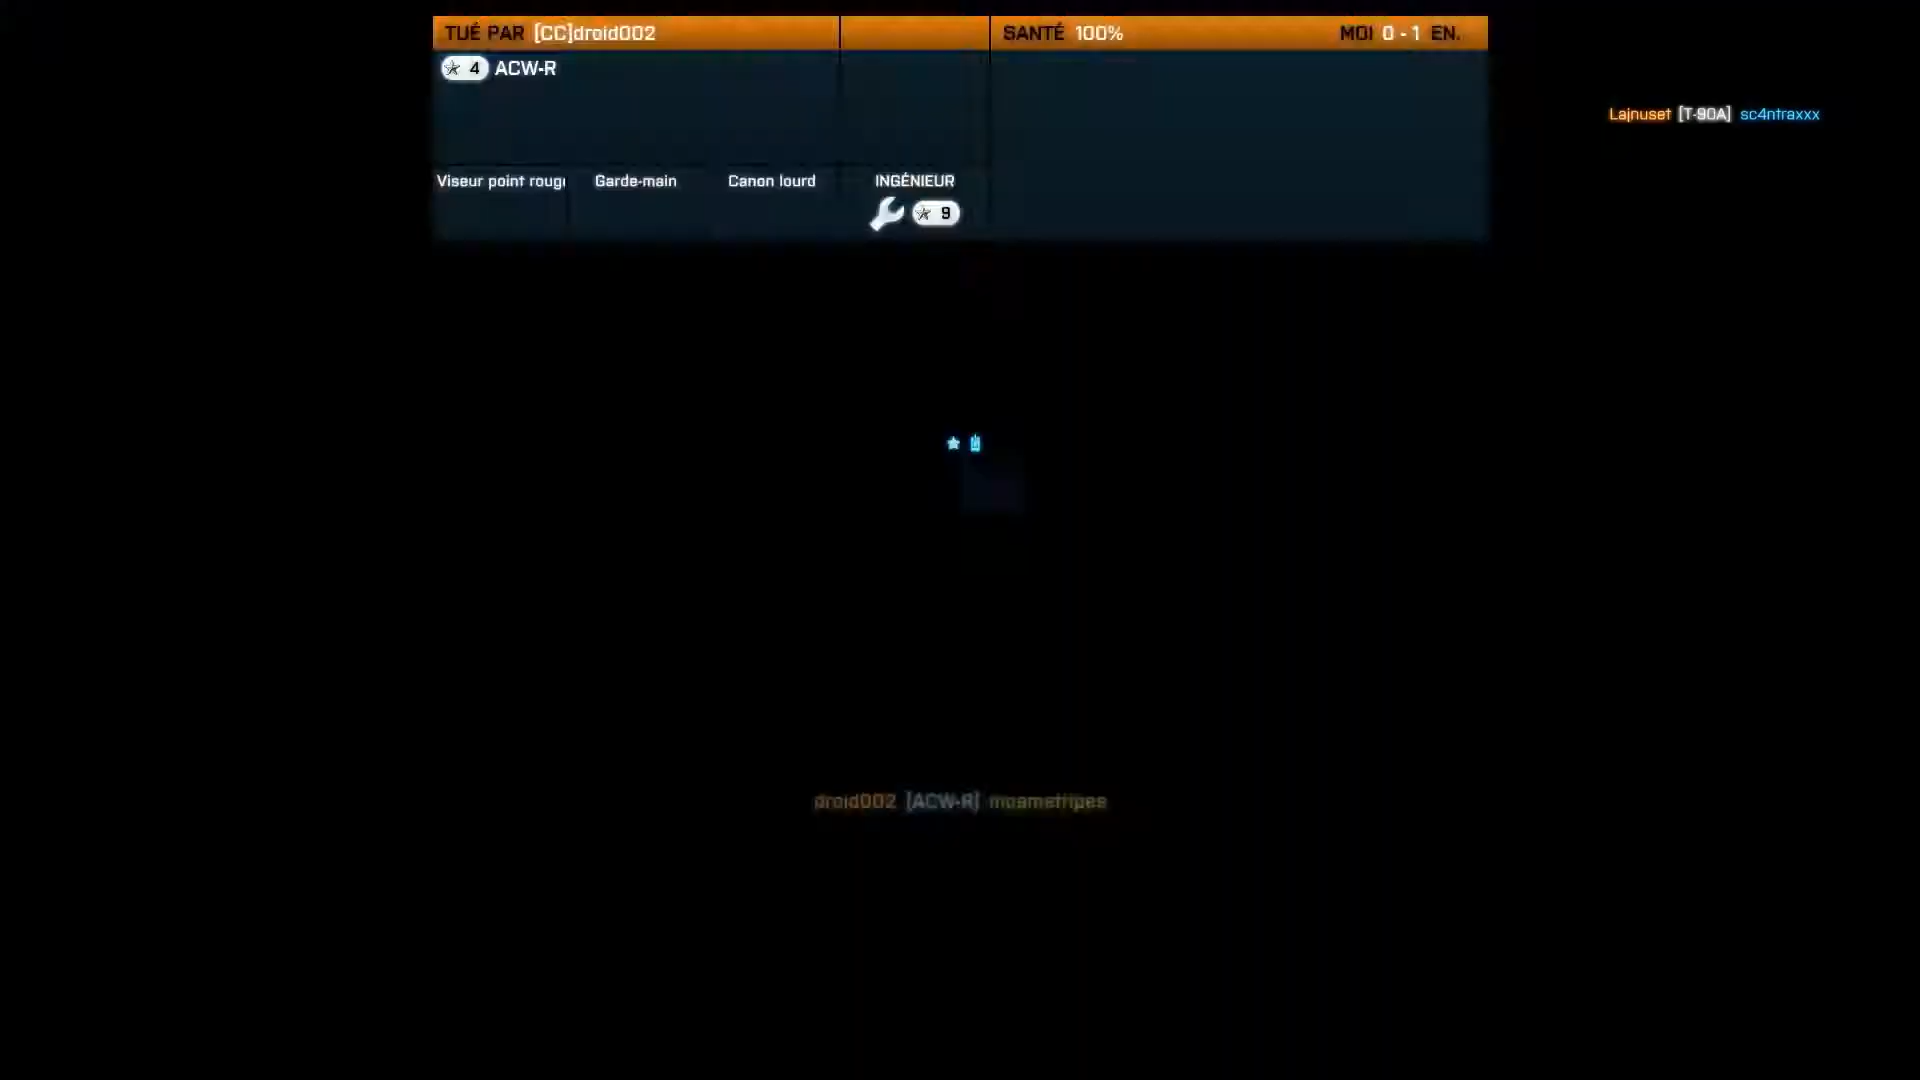 TUÉ PAR [CC]droid002 SANTÉ 100% MOI 0 - 1 EN.
4 ACW-R
Lajnuset [T-90A] sc4ntraxxx
Viseur point roug Garde-main Canon lourd INGÉNIEUR
9
droid002 [ACW-R] moamstripes